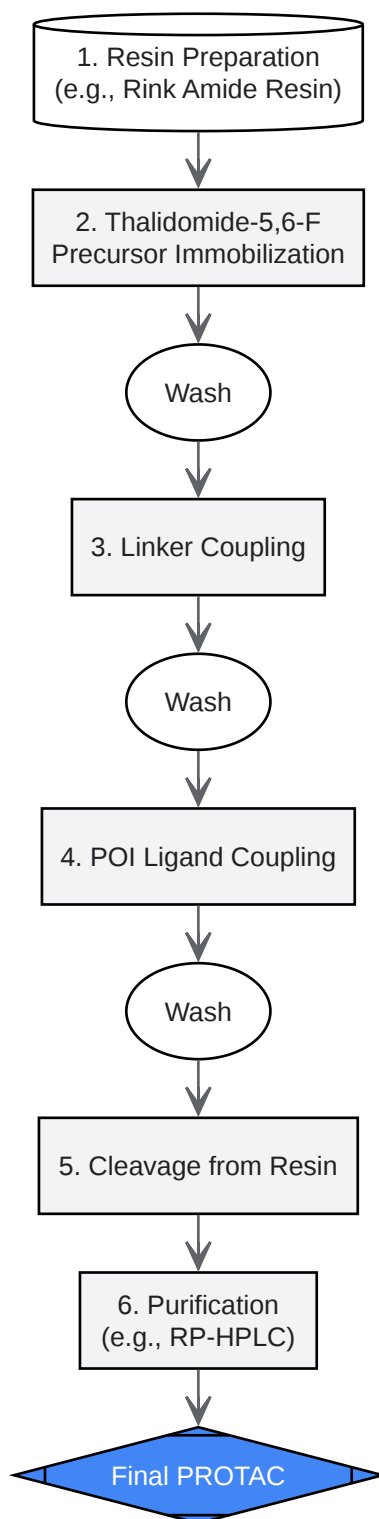 1. Resin Preparation
(e.g., Rink Amide Resin)
2. Thalidomide-5,6-F
Precursor Immobilization
Wash
3. Linker Coupling
Wash
4. POI Ligand Coupling
Wash
5. Cleavage from Resin
6. Purification
(e.g., RP-HPLC)
Final PROTAC